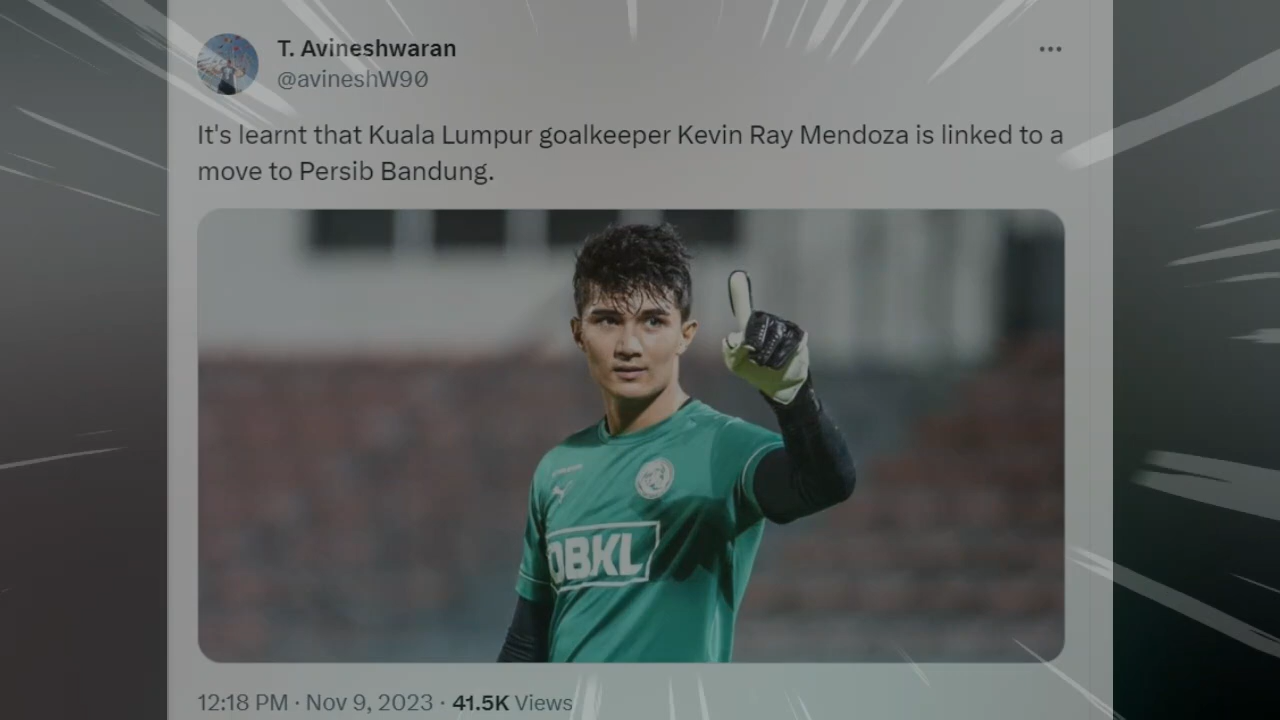 T. Avineshwaran
@avineshW90
It's learnt that Kuala Lumpur goalkeeper Kevin Ray Mendoza is linked to a
move to Persib Bandung.
DBKL
12:18 PM · Nov 9, 2023 · 41.5K Views